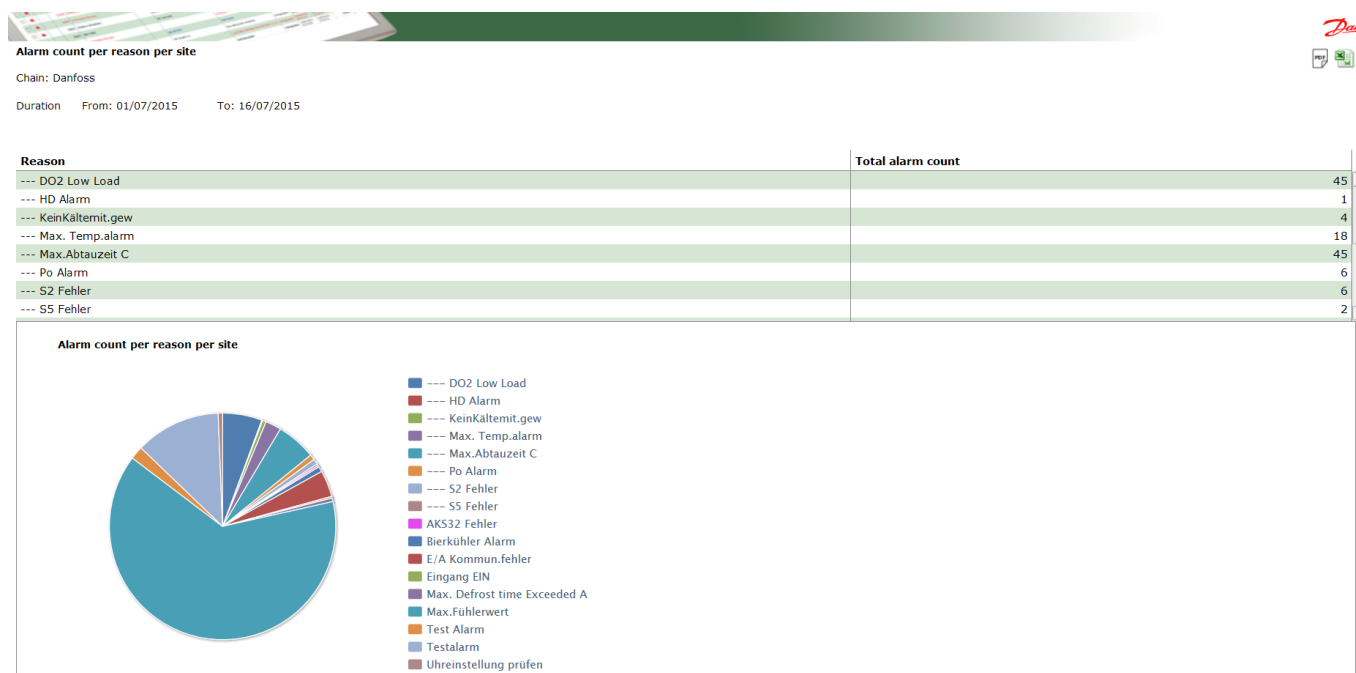 Alarm count per reason per site
Chain: Danfoss
Duration From: 01/07/2015 To: 16/07/2015
PDF
Reason Total alarm count
--- DO2 Low Load 45
--- HD Alarm 1
--- KeinKältemit.gew 4
--- Max. Temp.alarm 18
--- Max.Abtauzeit C 45
--- Po Alarm 6
--- S2 Fehler 6
--- S5 Fehler 2
Alarm count per reason per site
--- DO2 Low Load
--- HD Alarm
--- KeinKältemit.gew
--- Max. Temp.alarm
--- Max.Abtauzeit C
--- Po Alarm
--- S2 Fehler
--- S5 Fehler
AKS32 Fehler
Bierkühler Alarm
E/A Kommun.fehler
Eingang EIN
Max. Defrost time Exceeded A
Max.Fühlerwert
Test Alarm
Testalarm
Uhreinstellung prüfen